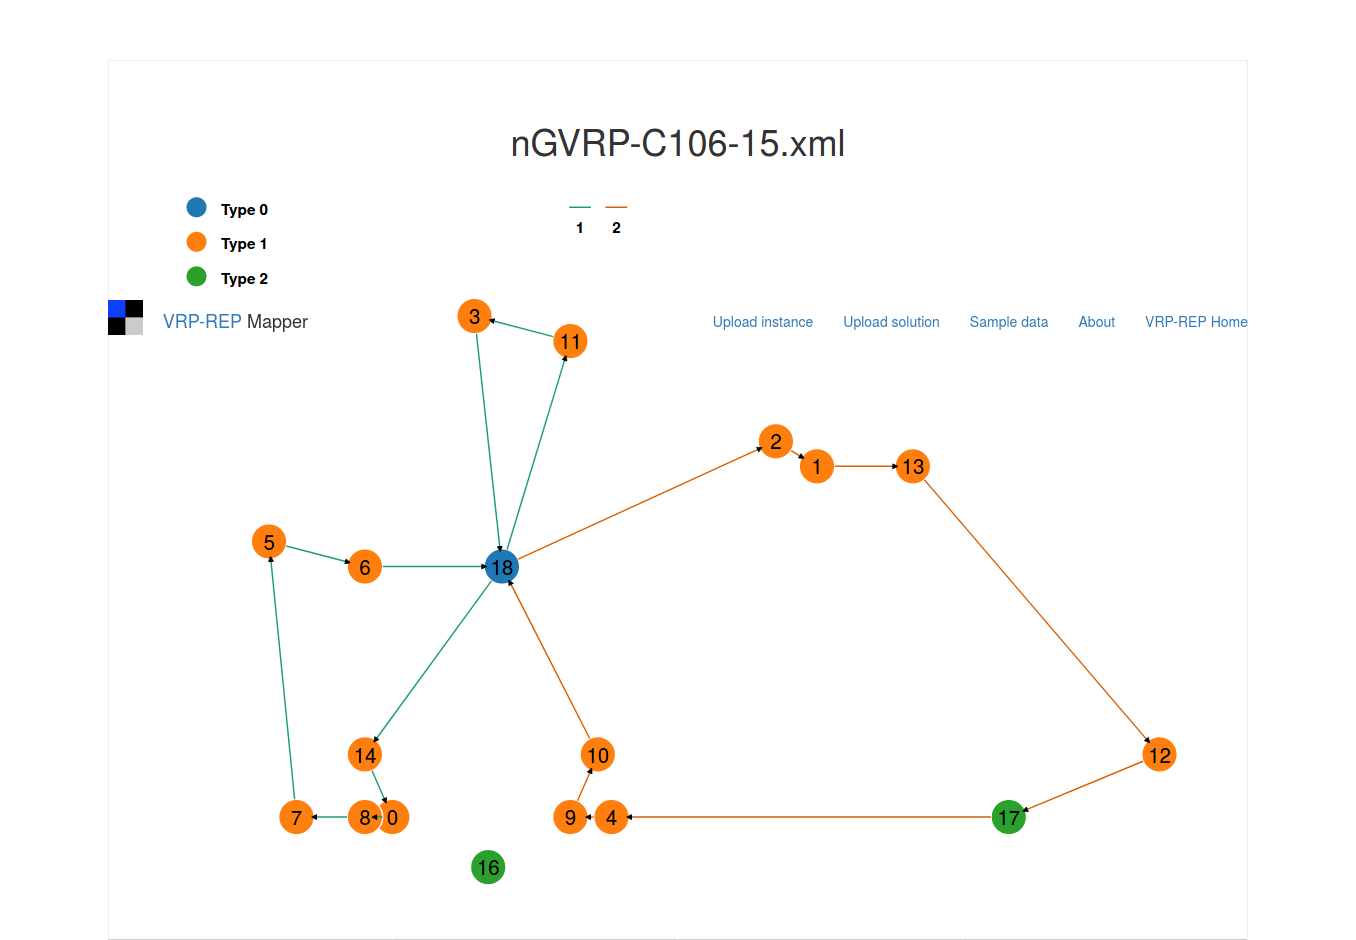 nGVRP-C106-15.xml
Type 0
Type 1
Type 2
1 2
VRP-REP Mapper
Upload instance Upload solution Sample data About VRP-REP Home
3
11
2
1 13
5
6 18
14 10 12
7 8 0 9 4 17
16